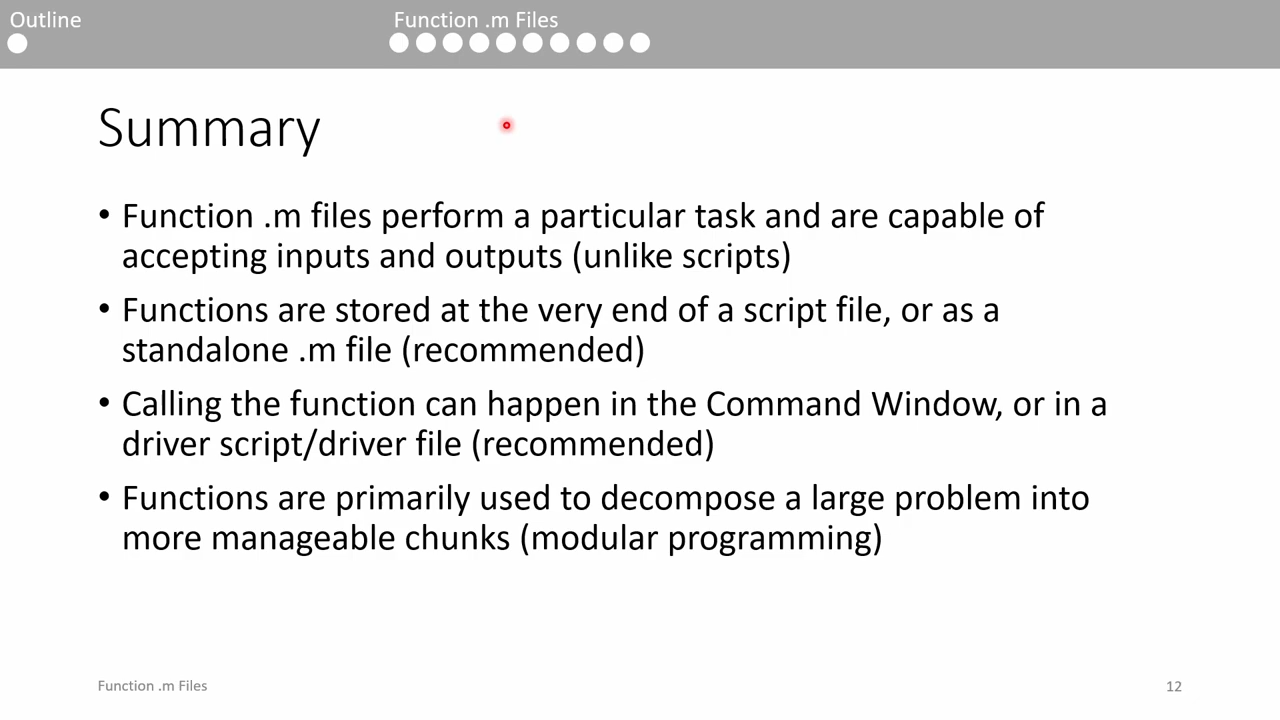 Outline
Function .m Files
Summary
• Function .m files perform a particular task and are capable of
accepting inputs and outputs (unlike scripts)
• Functions are stored at the very end of a script file, or as a
standalone .m file (recommended)
• Calling the function can happen in the Command Window, or in a
driver script/driver file (recommended)
• Functions are primarily used to decompose a large problem into
more manageable chunks (modular programming)
Function .m Files
12